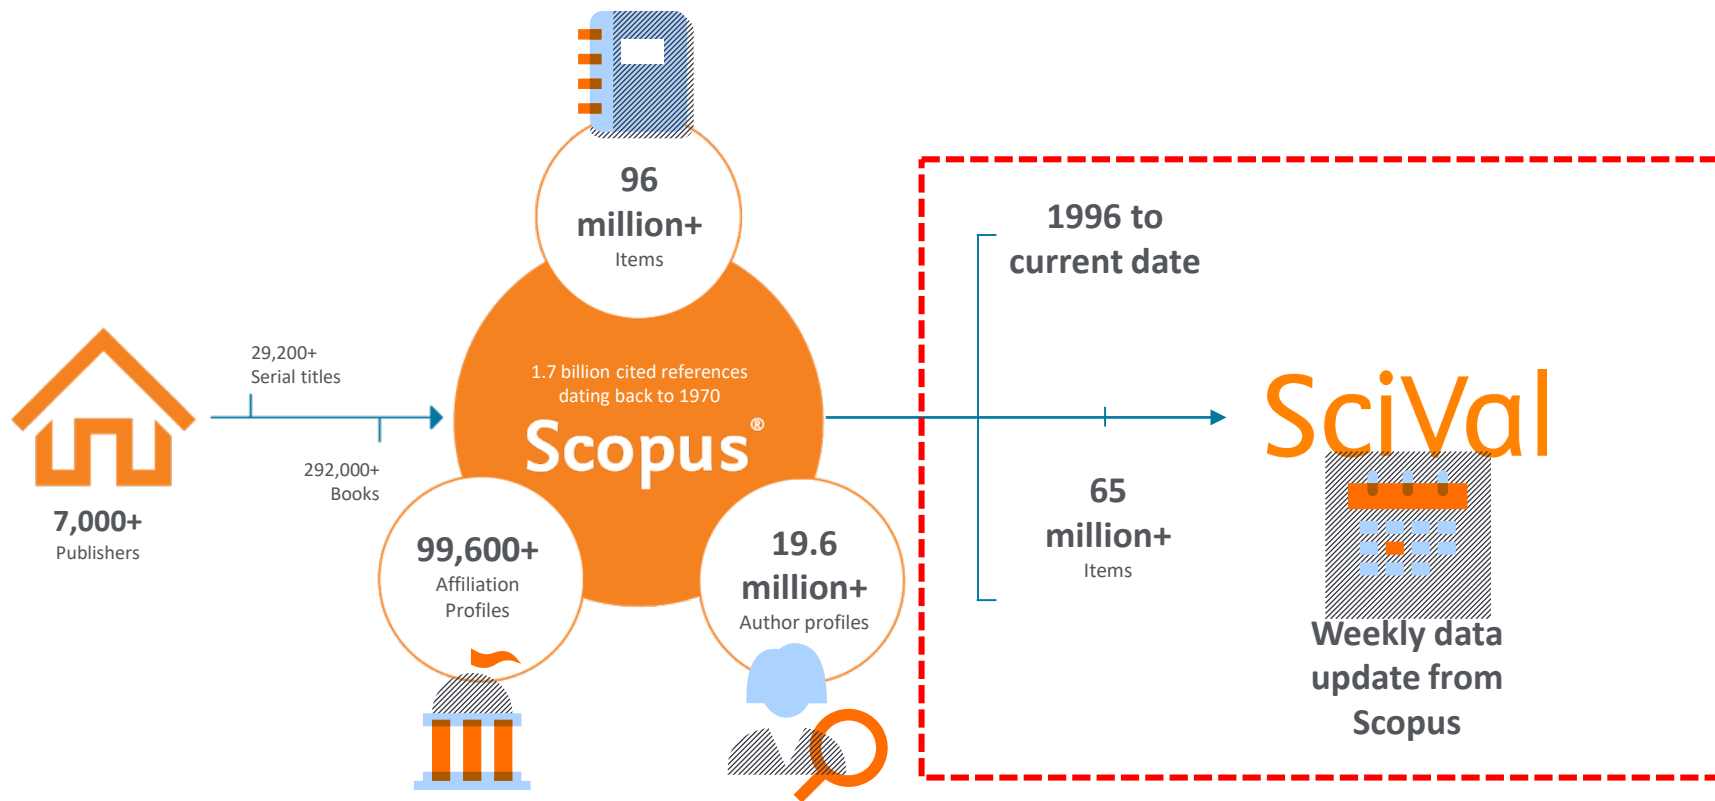 96
million+
Items
1996 to
current date
29,200+
Serial titles
1.7 billion cited references
dating back to 1970
Scopus®
SciVal
292,000+
Books
7,000+
Publishers
99,600+
Affiliation
Profiles
19.6
million+
Author profiles
65
million+
Items
Weekly data
update from
Scopus